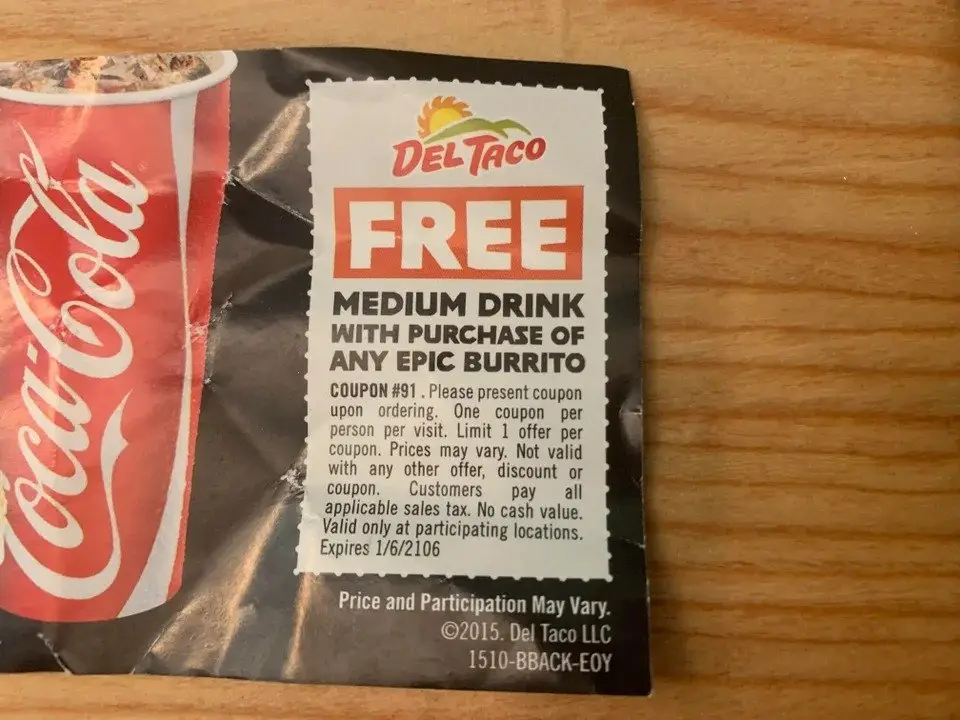 Coca-Cola
DEL TACO
FREE
MEDIUM DRINK
WITH PURCHASE OF
ANY EPIC BURRITO
COUPON #91 . Please present coupon
upon ordering. One coupon per
person per visit. Limit 1 offer per
coupon. Prices may vary. Not valid
with any other offer, discount or
coupon. Customers pay all
applicable sales tax. No cash value.
Valid only at participating locations.
Expires 1/6/2106
Price and Participation May Vary.
©2015. Del Taco LLC
1510-BBACK-EOY